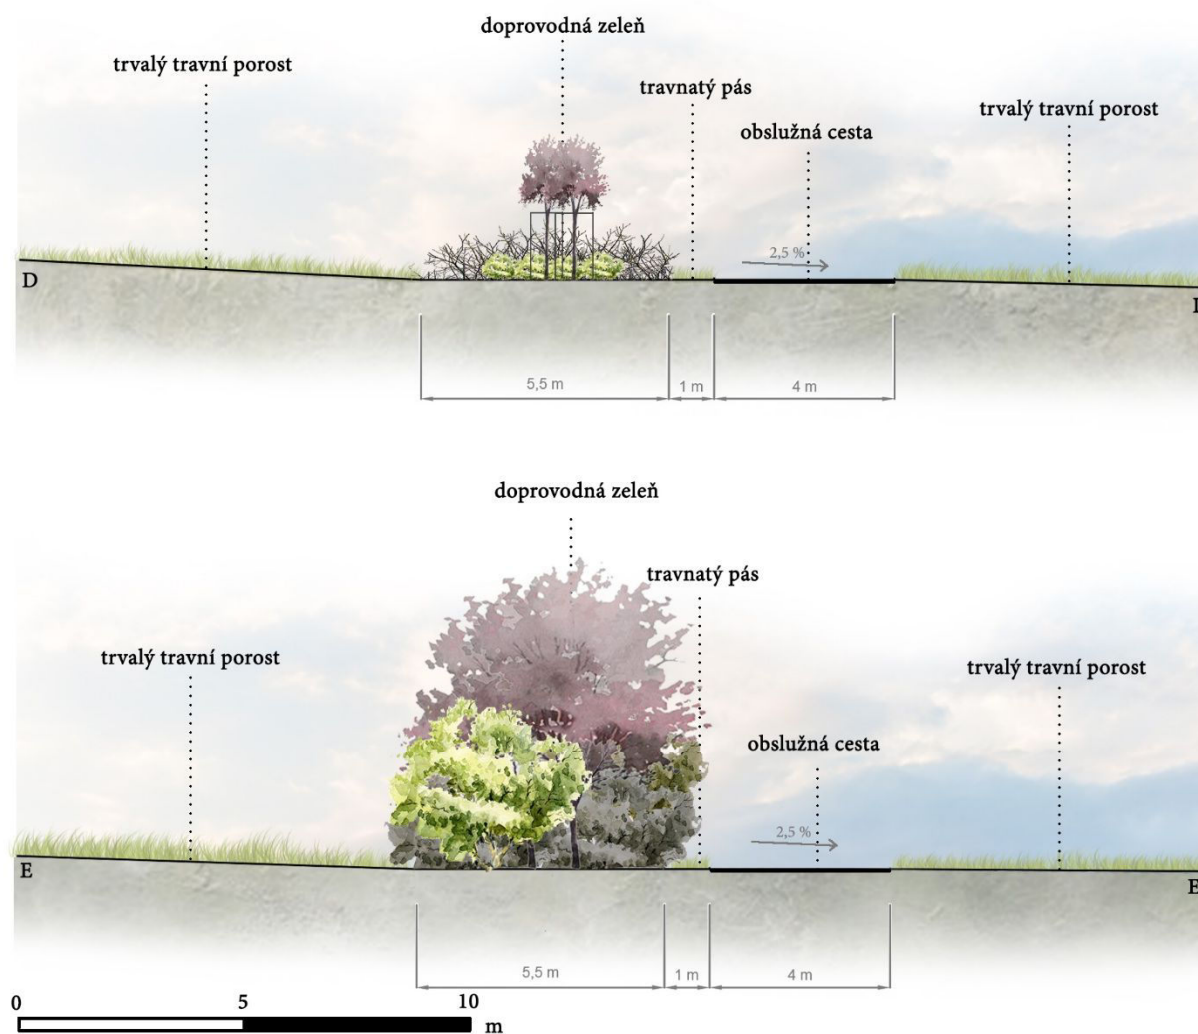 doprovodná zeleň
trvalý travní porost
travnatý pás
trvalý travní porost
obslužná cesta
2,5 %
D
5,5 m
1 m
4 m
doprovodná zeleň
travnatý pás
trvalý travní porost
trvalý travní porost
obslužná cesta
2,5 %
E
5,5 m
1 m
4 m
0 5 10
m